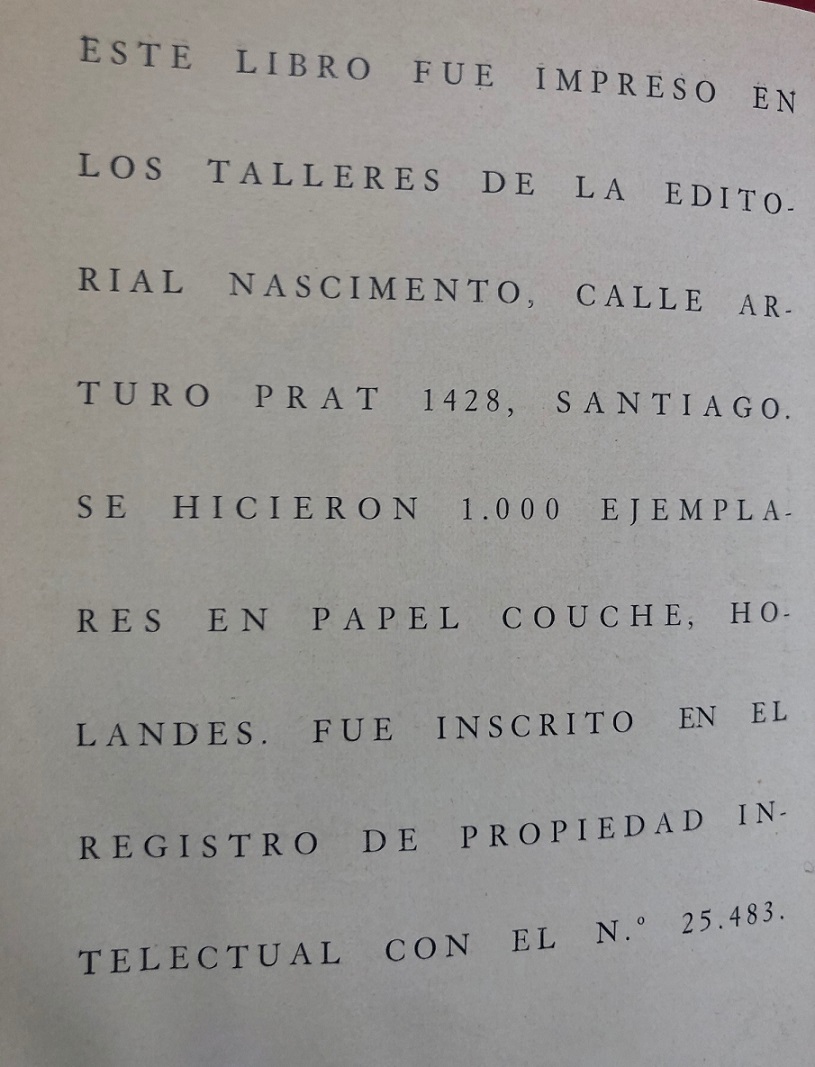 ESTE LIBRO FUE IMPRESO EN
LOS TALLERES DE LA EDITO-
RIAL NASCIMENTO, CALLE AR-
TURO PRAT 1428, SANTIAGO.
SE HICIERON 1.000 EJEMPLA-
RES EN PAPEL COUCHE, HO-
LANDES. FUE INSCRITO EN EL
REGISTRO DE PROPIEDAD IN-
TELECTUAL CON EL N.º 25.483.